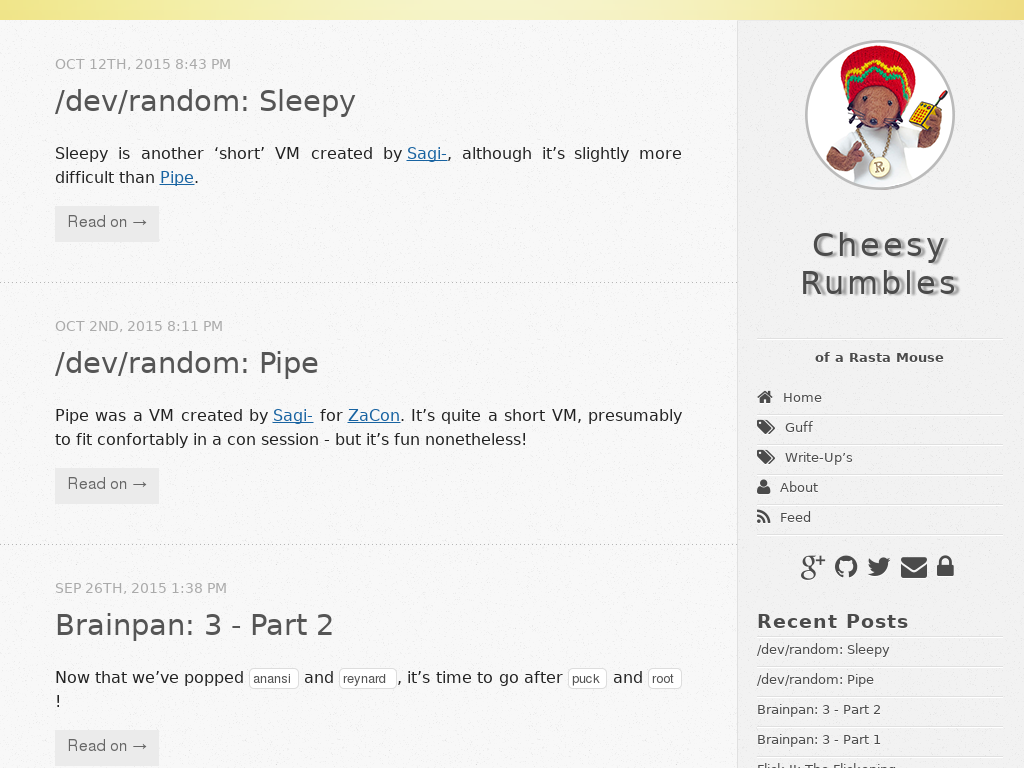 OCT 12TH, 2015 8:43 PM
/dev/random: Sleepy
Sleepy is another ‘short’ VM created by Sagi-, although it’s slightly more
difficult than Pipe.
Read on →
OCT 2ND, 2015 8:11 PM
/dev/random: Pipe
Pipe was a VM created by Sagi- for ZaCon. It’s quite a short VM, presumably
to fit confortably in a con session - but it’s fun nonetheless!
Read on →
SEP 26TH, 2015 1:38 PM
Brainpan: 3 - Part 2
Now that we’ve popped anansi and reynard, it’s time to go after puck and root
!
Read on →
R
Cheesy
Rumbles
of a Rasta Mouse
Home
Guff
Write-Up’s
About
Feed
Recent Posts
/dev/random: Sleepy
/dev/random: Pipe
Brainpan: 3 - Part 2
Brainpan: 3 - Part 1